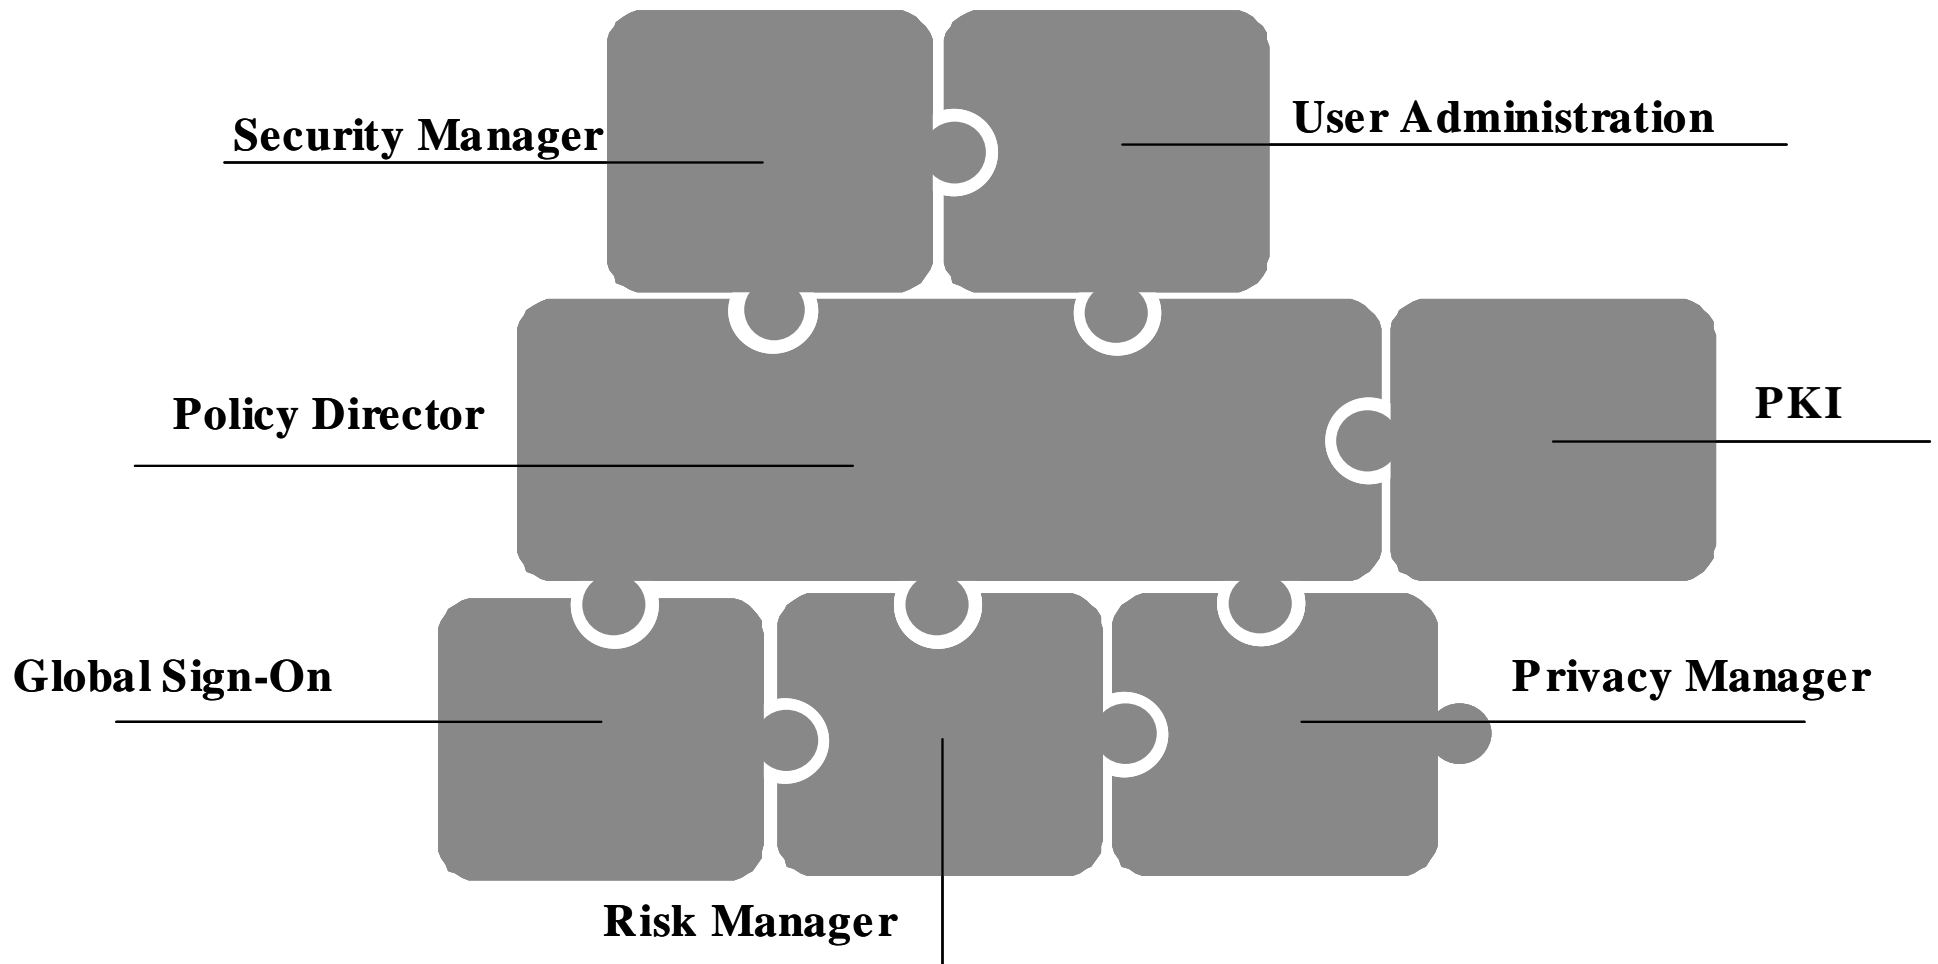 Security Manager
User Administration
Policy Director
PKI
Global Sign-On
Privacy Manager
Risk Manager